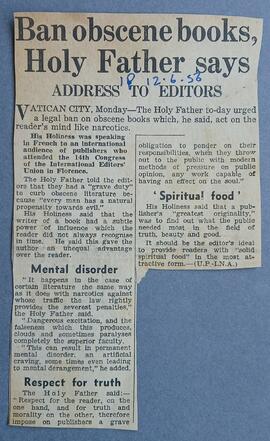 Ban obscene books,
Holy Father says
IP 12.6.56
ADDRESS TO EDITORS
VATICAN CITY, Monday—The Holy Father to-day urged
a legal ban on obscene books which, he said, act on
the reader's mind like narcotics.
His Holiness was speaking
in French to an international
audience of publishers who
attended the 14th Congress
of the International Editors'
Union in Florence.
The Holy Father told the edi-
tors that they had a "grave duty"
to curb obscene literature be-
cause "every man has a natural
propensity towards evil."
His Holiness said that the
writer of a book had a subtle
power of influence which the
reader did not always recognise
in time. He said this gave the
author an unequal advantage
over the reader.
Mental disorder
"It happens in the case of
certain literature the same way
as it does with narcotics against
whose traffic the law rightly
provides the severest penalties,"
the Holy Father said.
"Dangerous excitation, and the
falseness which this produces,
clouds and sometimes paralyses
completely the superior faculty.
"This can result in permanent
mental disorder, an artificial
craving, some times even leading
to mental derangement," he added.
Respect for truth
The Holy Father said:—
"Respect for the reader, on the
one hand, and for truth and
morality on the other, therefore
impose on publishers a grave
obligation to ponder on their
responsibilities, when they throw
out to the public with modern
methods of pressure on public
opinion, any work capable of
having an effect on the soul."
'Spiritual food'
His Holiness said that a pub-
lisher's "greatest originality,"
was to find out what the public
needed most in the field of
truth, beauty and good.
It should be the editor's ideal
to provide readers with "solid
spiritual food" in the most at-
tractive form.—(U.P.-I.N.A.)